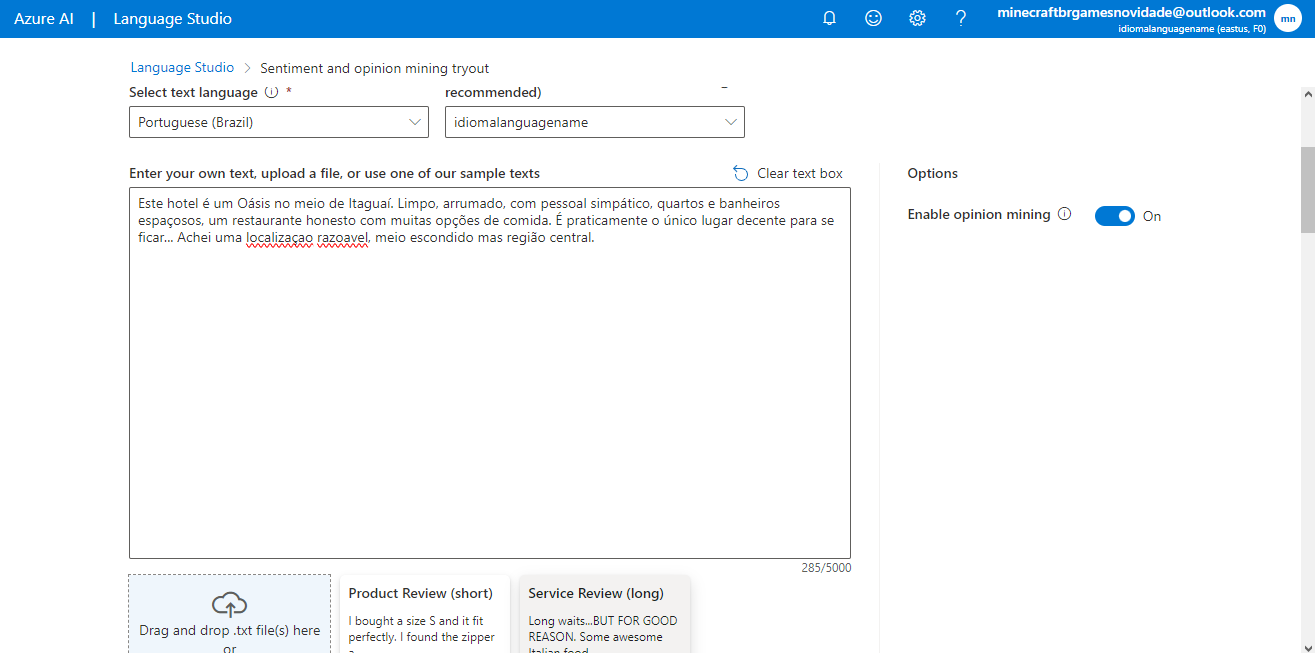 Azure AI | Language Studio
minecraftbrgamesnovidade@outlook.com
idiomalanguagename (eastus, F0)
mn
Language Studio > Sentiment and opinion mining tryout
Select text language * recommended)
Portuguese (Brazil) idiomalanguagename
Enter your own text, upload a file, or use one of our sample texts Clear text box
Este hotel é um Oásis no meio de Itaguaí. Limpo, arrumado, com pessoal simpático, quartos e banheiros
espaçosos, um restaurante honesto com muitas opções de comida. É praticamente o único lugar decente para se
ficar... Achei uma localizaçao razoavel, meio escondido mas região central.
285/5000
Options
Enable opinion mining On
Drag and drop .txt file(s) here
or
Product Review (short)
I bought a size S and it fit
perfectly. I found the zipper
Service Review (long)
Long waits...BUT FOR GOOD
REASON. Some awesome
Italian food